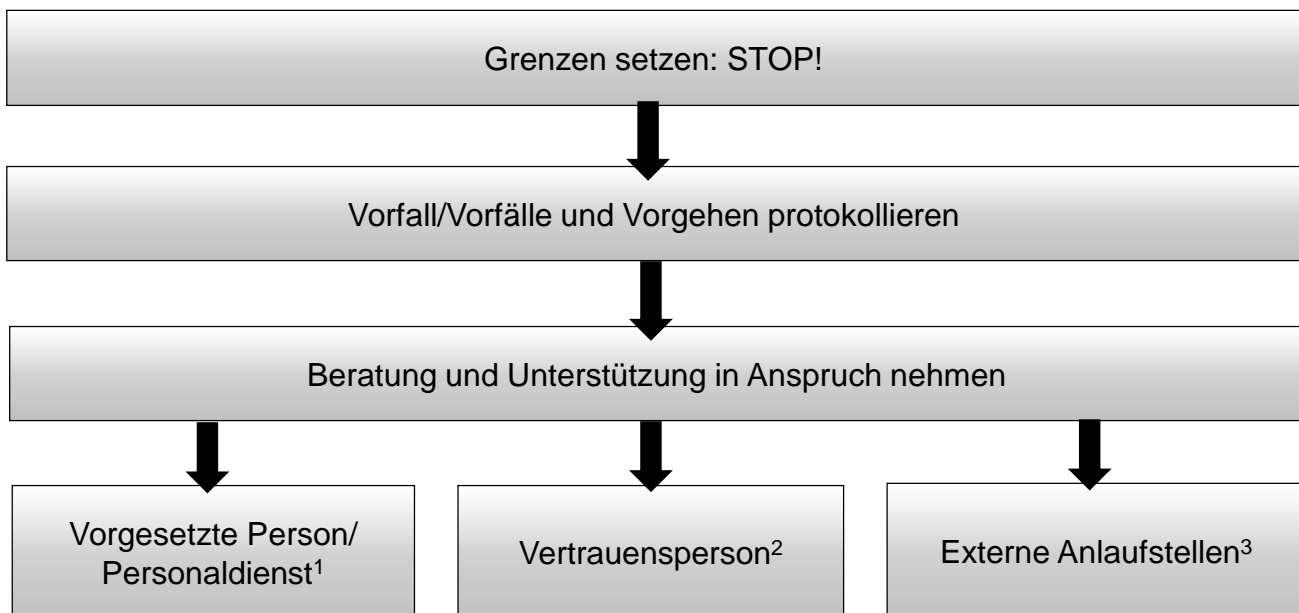 Grenzen setzen: STOP!
Vorfall/Vorfälle und Vorgehen protokollieren
Beratung und Unterstützung in Anspruch nehmen
Vorgesetzte Person/
Personaldienst¹
Vertrauensperson²
Externe Anlaufstellen³